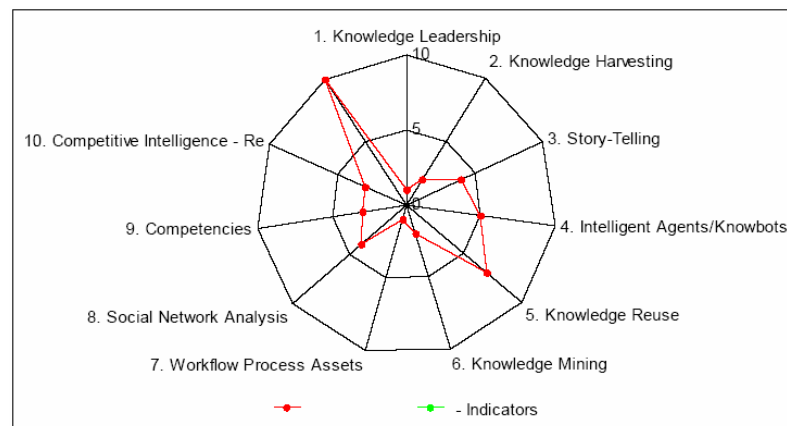 1. Knowledge Leadership
10
2. Knowledge Harvesting
5
3. Story-Telling
10. Competitive Intelligence - Re
0
4. Intelligent Agents/Knowbots
9. Competencies
5. Knowledge Reuse
8. Social Network Analysis
6. Knowledge Mining
7. Workflow Process Assets
- Indicators